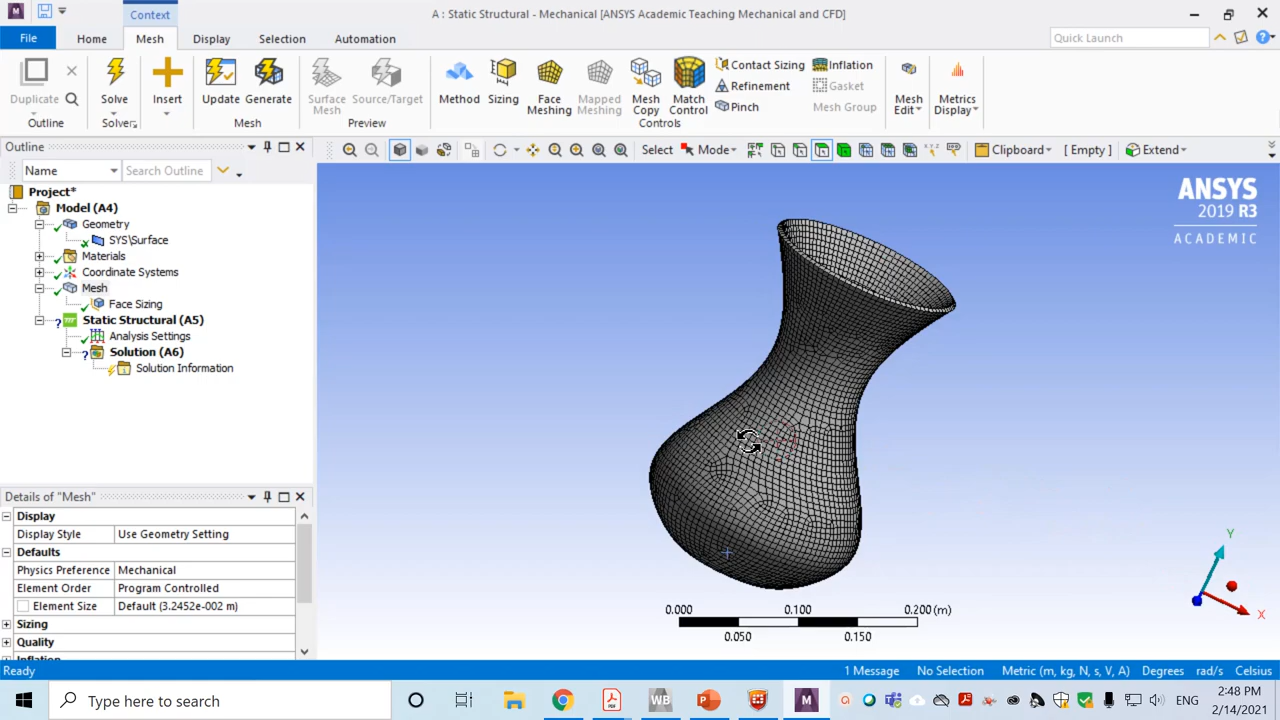 Context
A : Static Structural - Mechanical [ANSYS Academic Teaching Mechanical and CFD]
File Home Mesh Display Selection Automation
Quick Launch
Duplicate
Outline
Solve
Solver
Insert
Update Generate
Mesh
Surface Mesh
Source/Target
Preview
Method Sizing Face Meshing Mapped Meshing Mesh Copy Match Control
Contact Sizing
Refinement
Pinch
Inflation
Gasket
Mesh Group
Controls
Mesh Edit
Metrics Display
Outline
Name Search Outline
Select Mode Clipboard [ Empty ] Extend
Project*
Model (A4)
Geometry
SYS\Surface
Materials
Coordinate Systems
Mesh
Face Sizing
Static Structural (A5)
Analysis Settings
Solution (A6)
Solution Information
ANSYS
2019 R3
ACADEMIC
Details of "Mesh"
Display
Display Style Use Geometry Setting
Defaults
Physics Preference Mechanical
Element Order Program Controlled
Element Size Default (3.2452e-002 m)
Sizing
Quality
Inflation
0.000 0.100 0.200 (m)
0.050 0.150
Y
X
Ready
1 Message No Selection Metric (m, kg, N, s, V, A) Degrees rad/s Celsius
Type here to search
WB
ENG
2:48 PM
2/14/2021